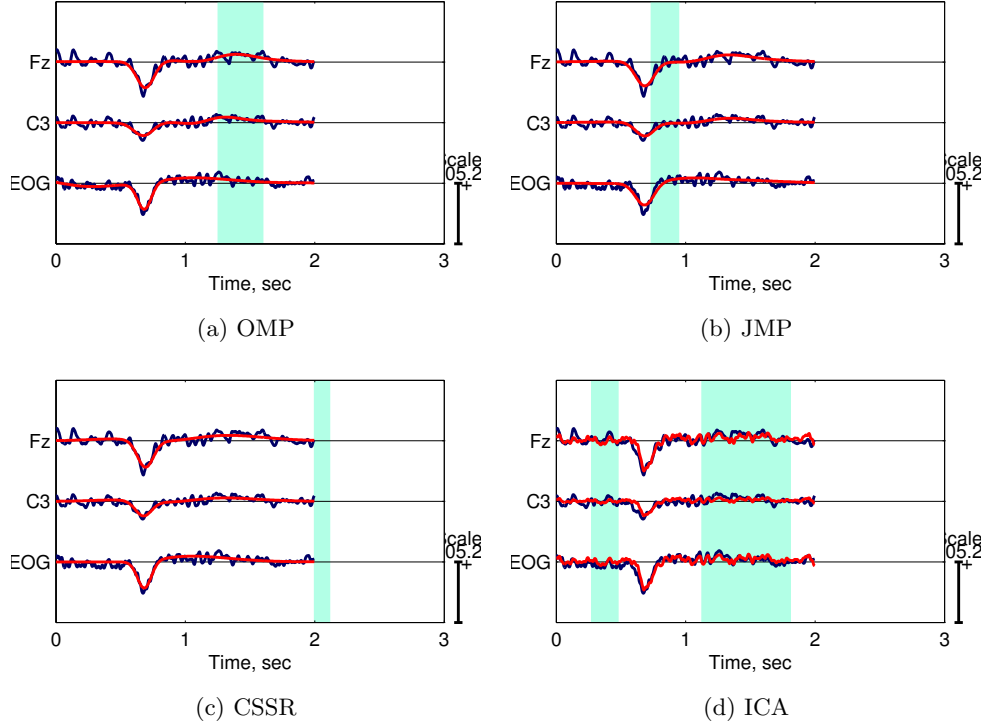 Fz
C3
EOG
Scale
05.2
+
0
1
2
3
Time, sec
(a) OMP
Fz
C3
EOG
Scale
05.2
+
0
1
2
3
Time, sec
(b) JMP
Fz
C3
EOG
Scale
05.2
+
0
1
2
3
Time, sec
(c) CSSR
Fz
C3
EOG
Scale
05.2
+
0
1
2
3
Time, sec
(d) ICA